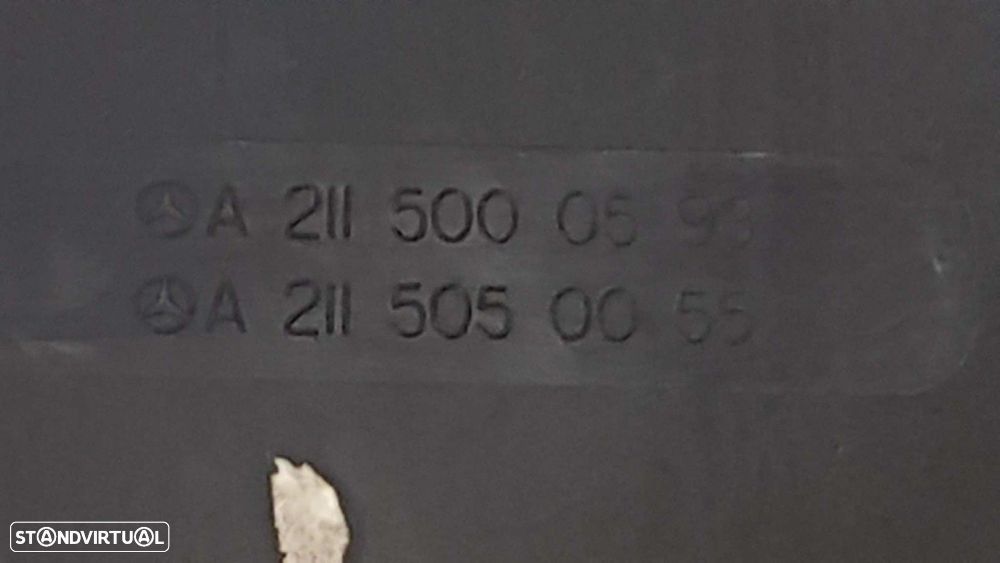 A 211 500 05 93
A 211 505 00 55
STANDVIRTUAL